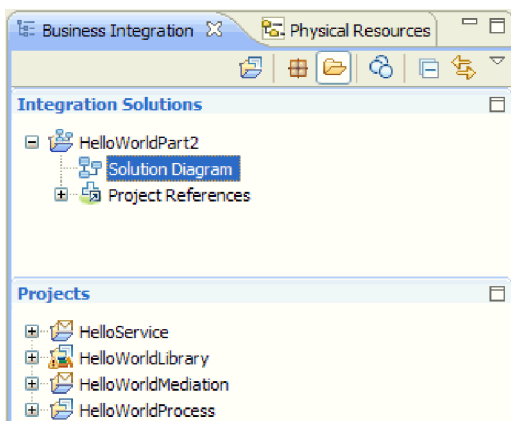 Business Integration Physical Resources
Integration Solutions
HelloWorldPart2
Solution Diagram
Project References
Projects
HelloService
HelloWorldLibrary
HelloWorldMediation
HelloWorldProcess